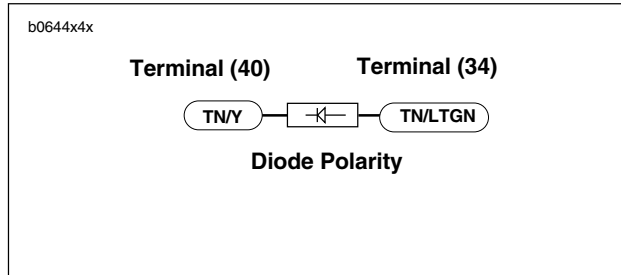 b0644x4x
Terminal (40) Terminal (34)
TN/Y TN/LTGN
Diode Polarity